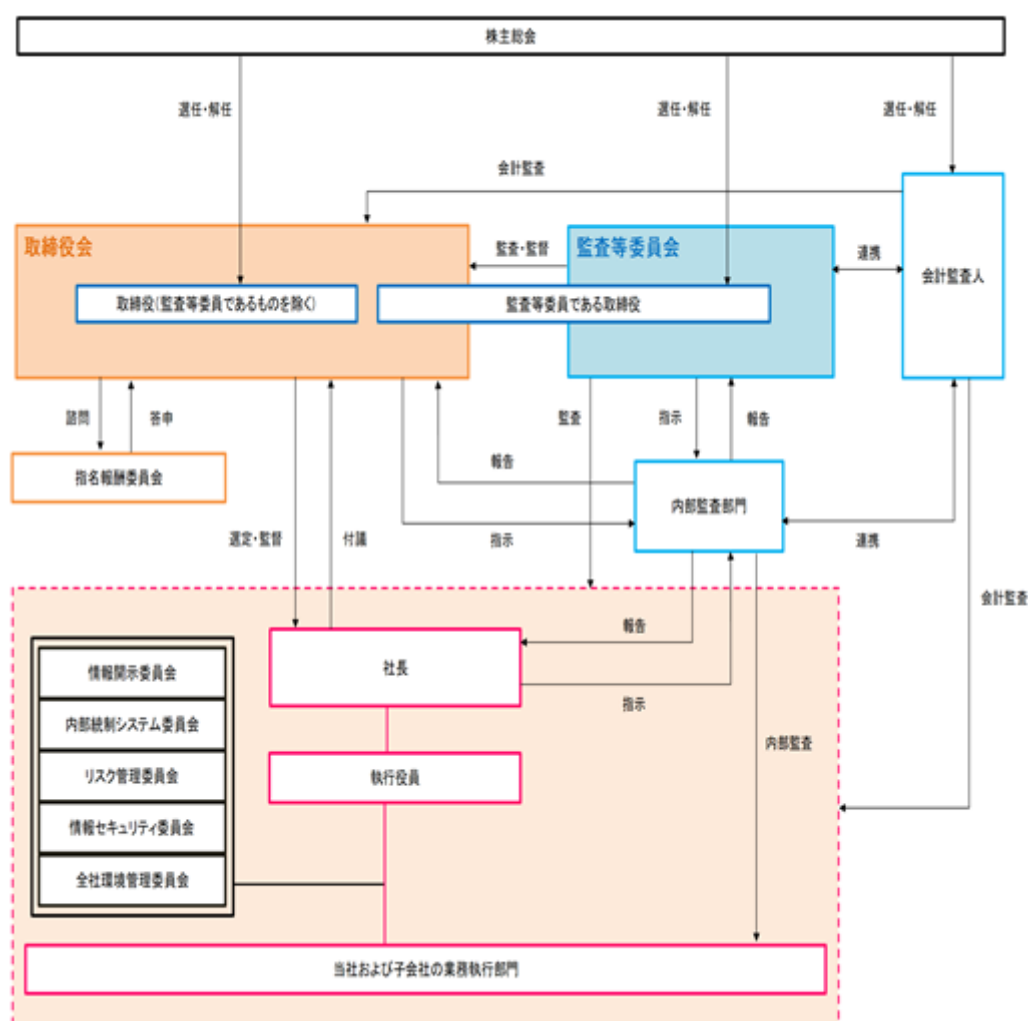 株主総会
選任・解任
選任・解任
選任・解任
会計監査
取締役会
監査・監督
監査等委員会
連携
会計監査人
取締役(監査等委員であるものを除く)
監査等委員である取締役
諮問
答申
監査
指示
報告
指名報酬委員会
報告
内部監査部門
選定・監督
付議
指示
連携
会計監査
報告
社長
指示
情報開示委員会
内部統制システム委員会
リスク管理委員会
情報セキュリティ委員会
全社環境管理委員会
執行役員
内部監査
当社および子会社の業務執行部門